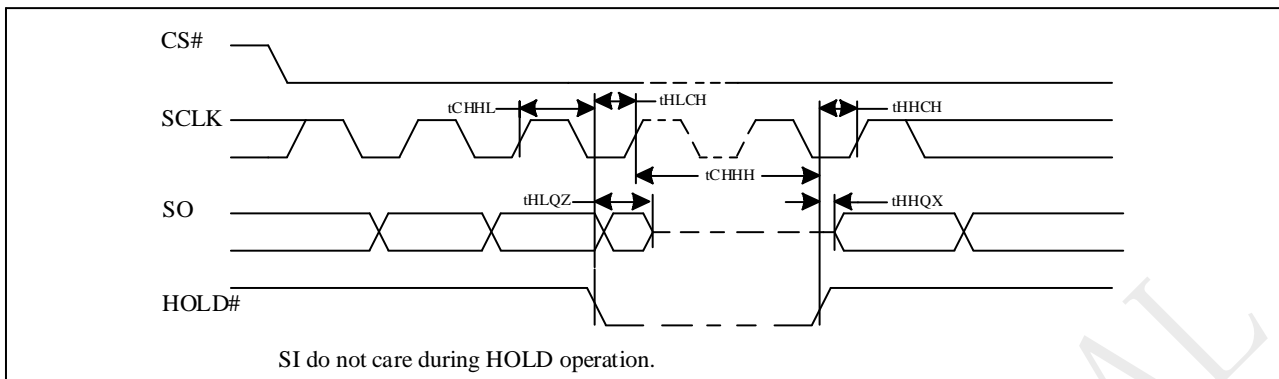 CS#
tCHHL
tHLCH
tHHCH
SCLK
tCHHH
tHLQZ
tHHQX
SO
HOLD#
SI do not care during HOLD operation.